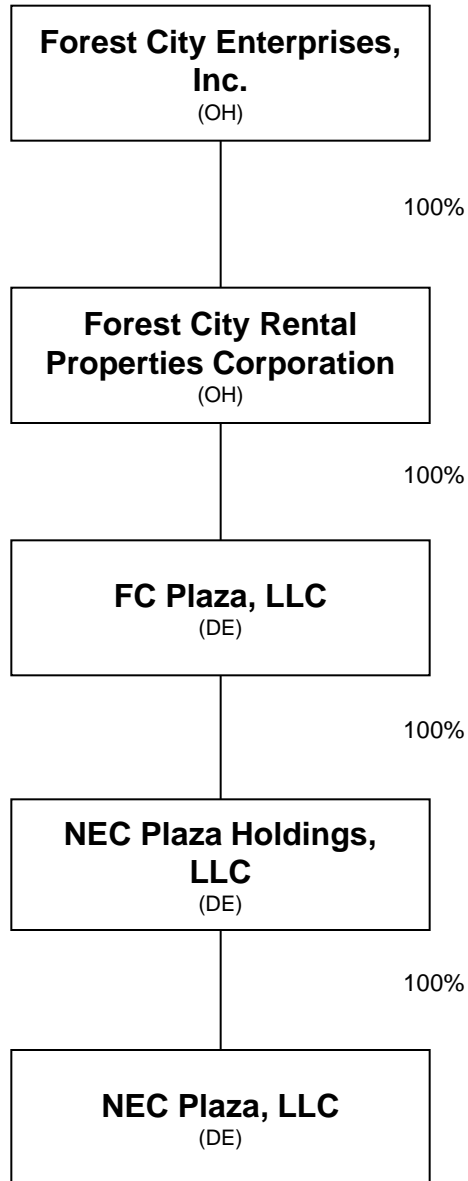 Forest City Enterprises,
Inc.
(OH)
100%
Forest City Rental
Properties Corporation
(OH)
100%
FC Plaza, LLC
(DE)
100%
NEC Plaza Holdings,
LLC
(DE)
100%
NEC Plaza, LLC
(DE)